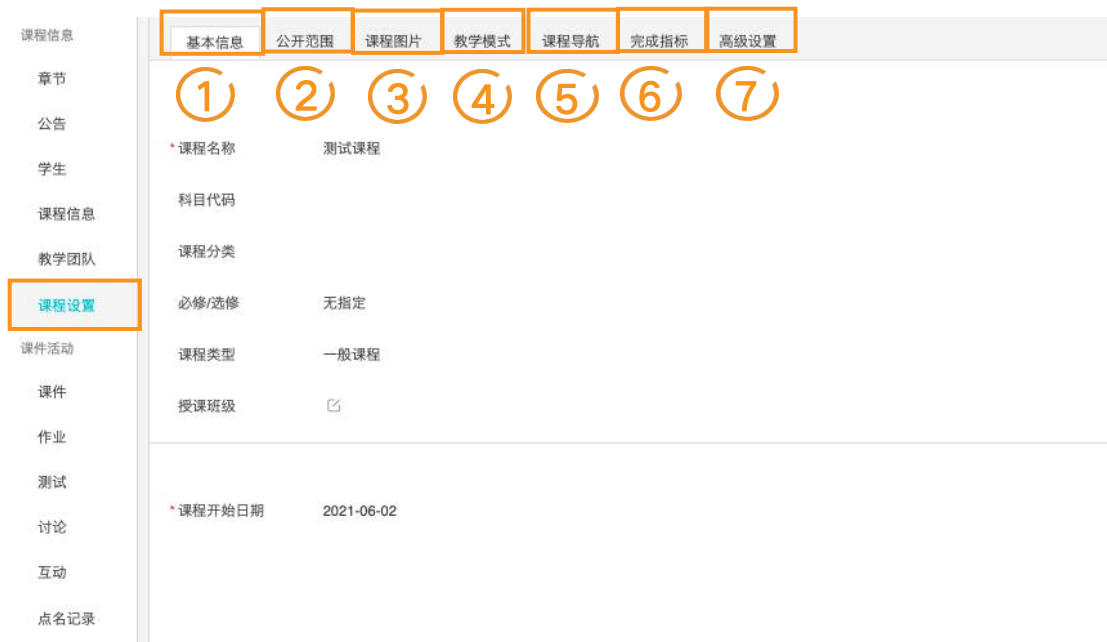 课程信息
章节
公告
学生
课程信息
教学团队
课程设置
课件活动
课件
作业
测试
讨论
互动
点名记录
基本信息 公开范围 课程图片 教学模式 课程导航 完成指标 高级设置
1 2 3 4 5 6 7
*课程名称 测试课程
科目代码
课程分类
必修/选修 无指定
课程类型 一般课程
授课班级
*课程开始日期 2021-06-02